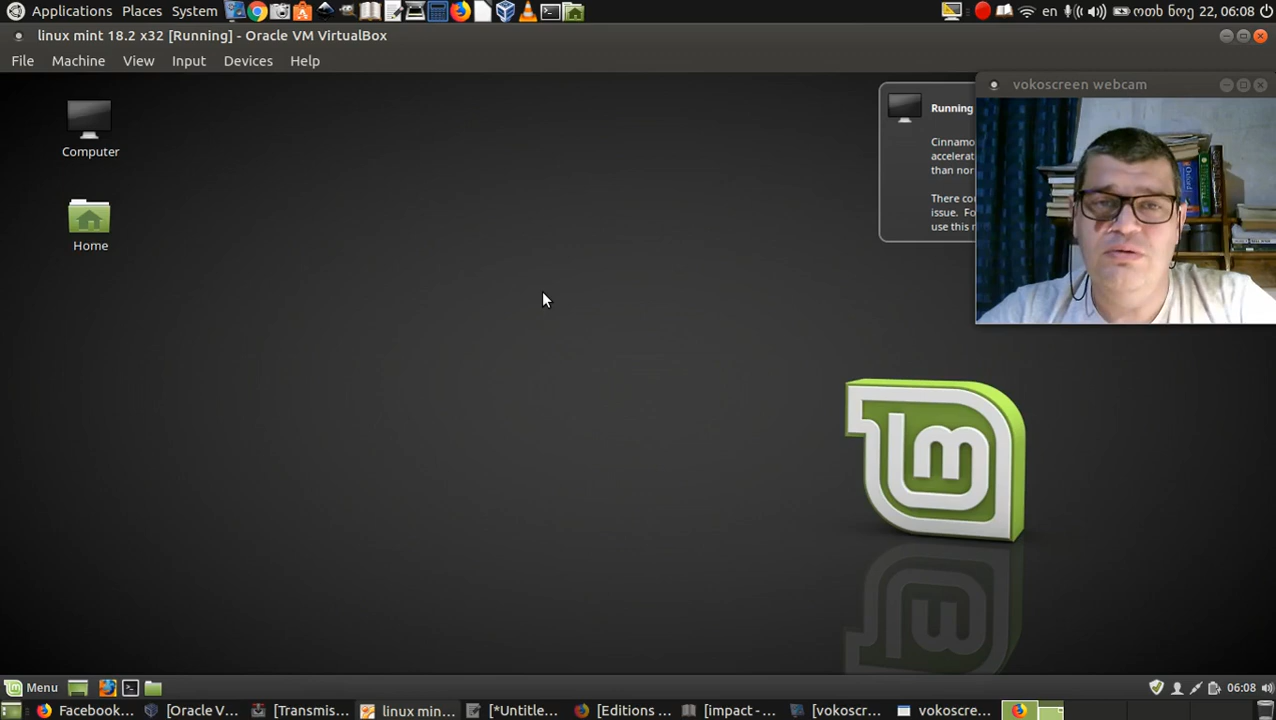 Applications Places System en ოთხ ნოე 22, 06:08
linux mint 18.2 x32 [Running] - Oracle VM VirtualBox
File Machine View Input Devices Help
vokoscreen webcam
Computer
Home
Running
Cinnamo
accelerat
than nor
There co
issue. Fo
use this
lm
Menu
06:08
Facebook...
[Oracle V...
[Transmis...
linux min...
[*Untitle...
[Editions ...
[impact -...
[vokoscr...
vokoscre...